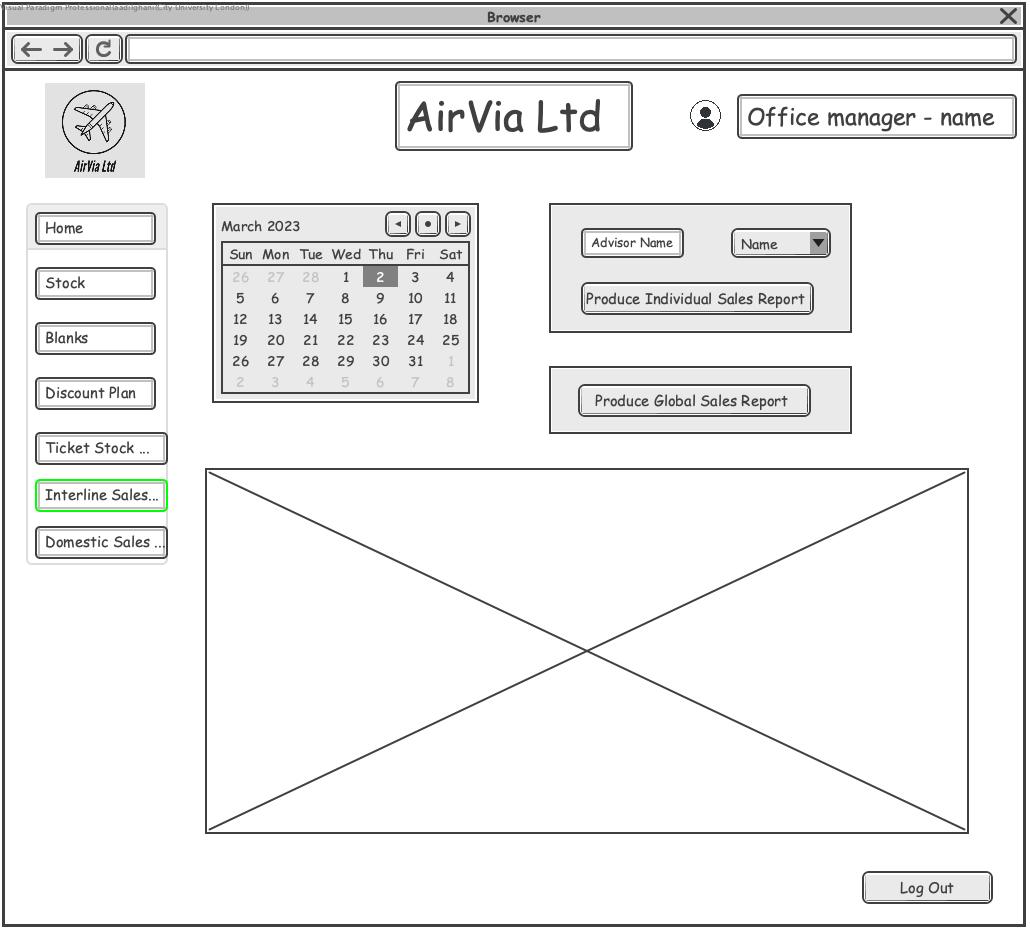 Visual Paradigm Professional(aadilghani(City University London))
Browser
AirVia Ltd
AirVia Ltd
Office manager - name
Home
Stock
Blanks
Discount Plan
Ticket Stock ...
Interline Sales...
Domestic Sales ...
March 2023
Sun Mon Tue Wed Thu Fri Sat
26 27 28 1 2 3 4
5 6 7 8 9 10 11
12 13 14 15 16 17 18
19 20 21 22 23 24 25
26 27 28 29 30 31 1
2 3 4 5 6 7 8
Advisor Name
Name
Produce Individual Sales Report
Produce Global Sales Report
Log Out